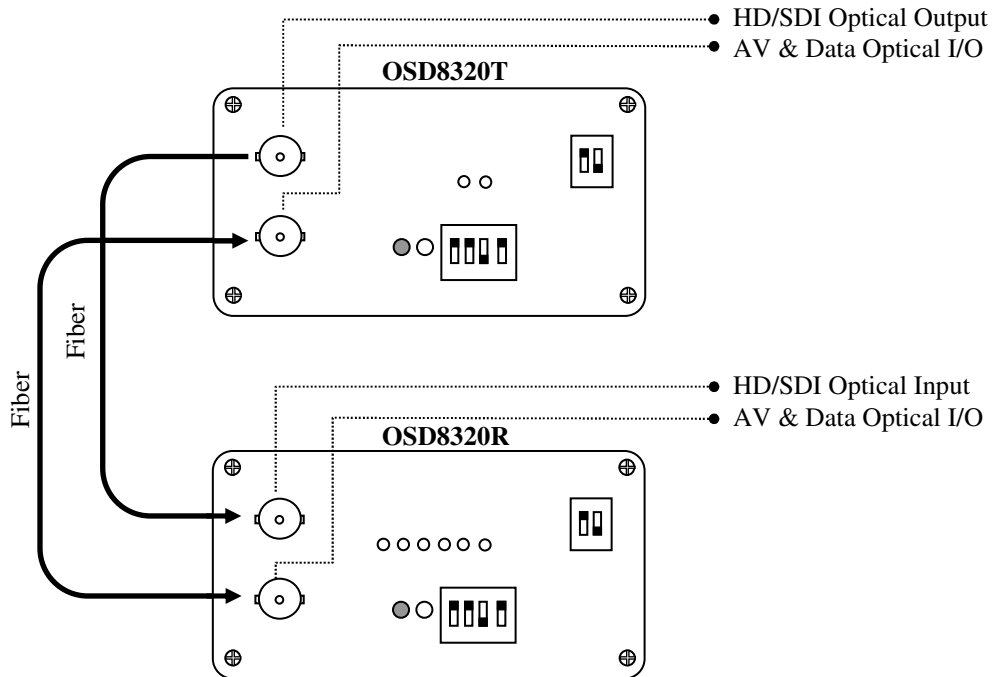 HD/SDI Optical Output
AV & Data Optical I/O
OSD8320T
Fiber
Fiber
HD/SDI Optical Input
AV & Data Optical I/O
OSD8320R